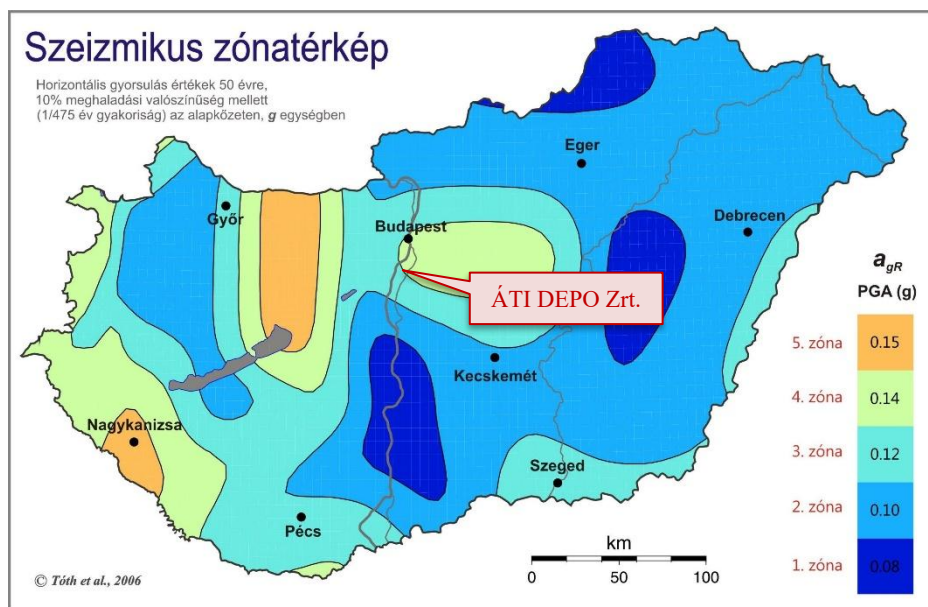 Szeizmikus zónatérkép
Horizontális gyorsulás értékek 50 évre,
10% meghaladási valószínűség mellett
(1/475 év gyakoriság) az alapkőzeten, g egységben
Eger
Győr
Budapest
Debrecen
ÁTI DEPO Zrt.
Kecskemét
Nagykanizsa
Szeged
Pécs
a gR
PGA (g)
5. zóna 0.15
4. zóna 0.14
3. zóna 0.12
2. zóna 0.10
1. zóna 0.08
km
0 50 100
© Tóth et al., 2006